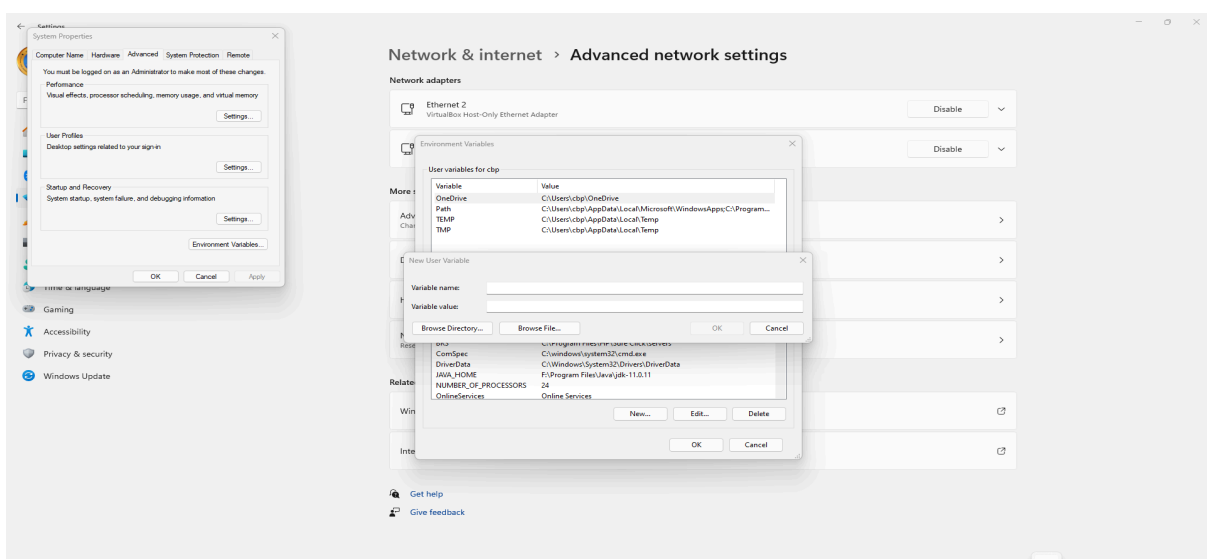 Settings
System Properties
Computer Name Hardware Advanced System Protection Remote
You must be logged on as an Administrator to make most of these changes.
Performance
Visual effects, processor scheduling, memory usage, and virtual memory
Settings...
User Profiles
Desktop settings related to your sign-in
Settings...
Startup and Recovery
System startup, system failure, and debugging information
Settings...
Environment Variables...
OK Cancel Apply
Time & language
Gaming
Accessibility
Privacy & security
Windows Update
Network & internet > Advanced network settings
Network adapters
Ethernet 2
VirtualBox Host-Only Ethernet Adapter
Disable
Disable
More s
Adv
Chan
Rese
Relate
Win
Inte
Get help
Give feedback
Environment Variables
User variables for cbp
Variable Value
OneDrive C:\Users\cbp\OneDrive
Path C:\Users\cbp\AppData\Local\Microsoft\WindowsApps;C:\Program...
TEMP C:\Users\cbp\AppData\Local\Temp
TMP C:\Users\cbp\AppData\Local\Temp
New User Variable
Variable name:
Variable value:
Browse Directory... Browse File... OK Cancel
ComSpec C:\windows\system32\cmd.exe
DriverData C:\Windows\System32\Drivers\DriverData
JAVA_HOME F:\Program Files\Java\jdk-11.0.11
NUMBER_OF_PROCESSORS 24
OnlineServices Online Services
New... Edit... Delete
OK Cancel